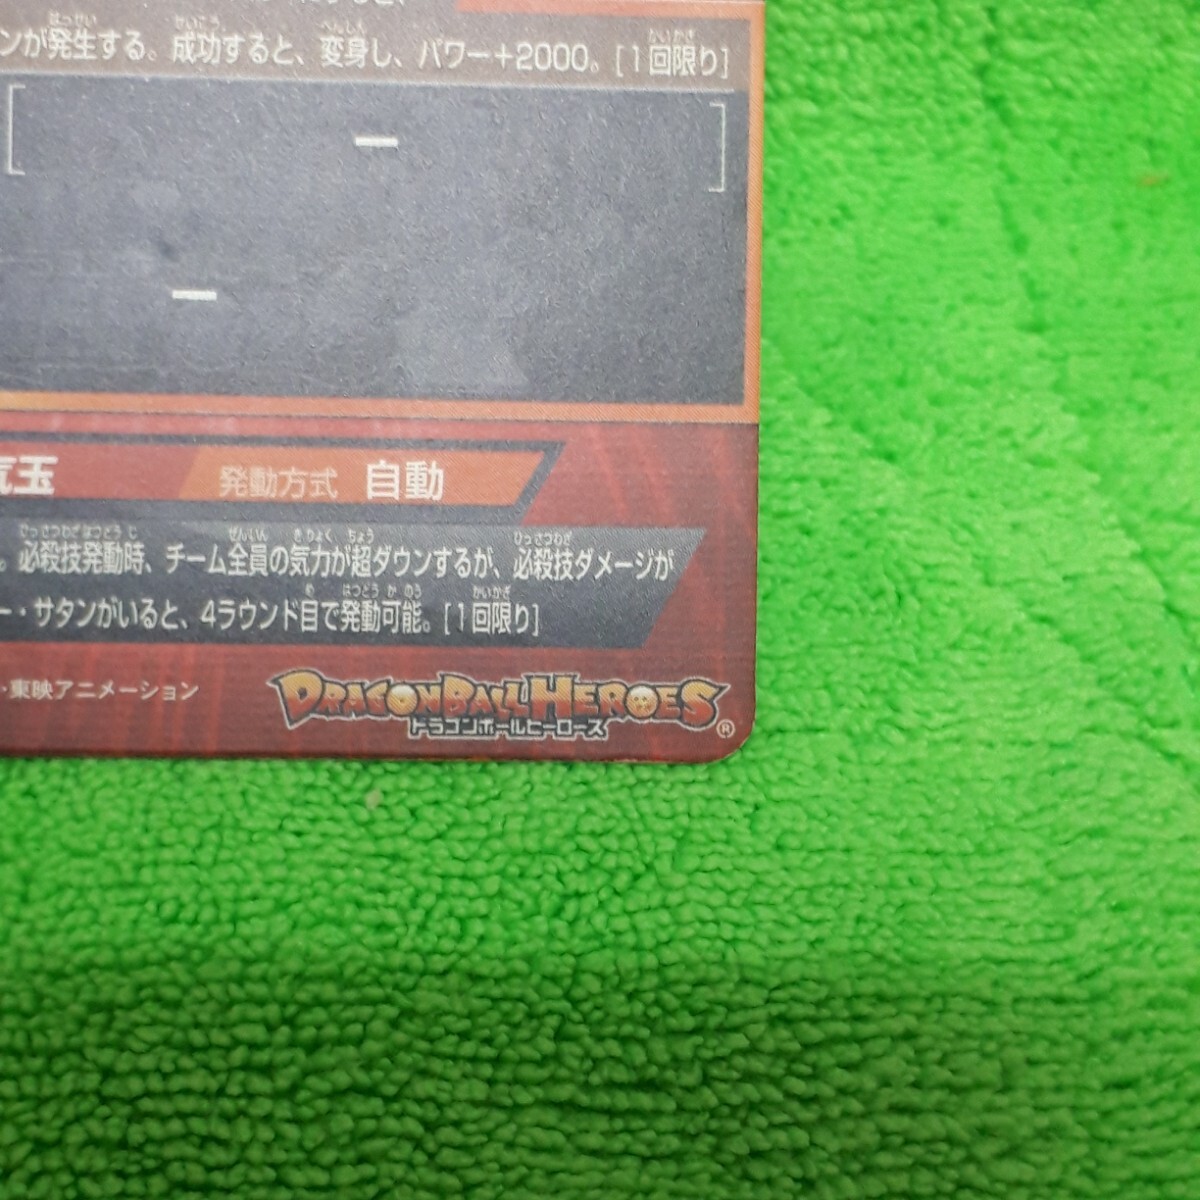 ンが発生する。成功すると、変身し、パワー+2000。[1回限り]
[ ー ]
ー
気玉 発動方式 自動
。必殺技発動時、チーム全員の気力が超ダウンするが、必殺技ダメージが
ー・サタンがいると、4ラウンド目で発動可能。[1回限り]
・東映アニメーション
DRAGONBALL HEROES
ドラゴンボールヒーローズ ®